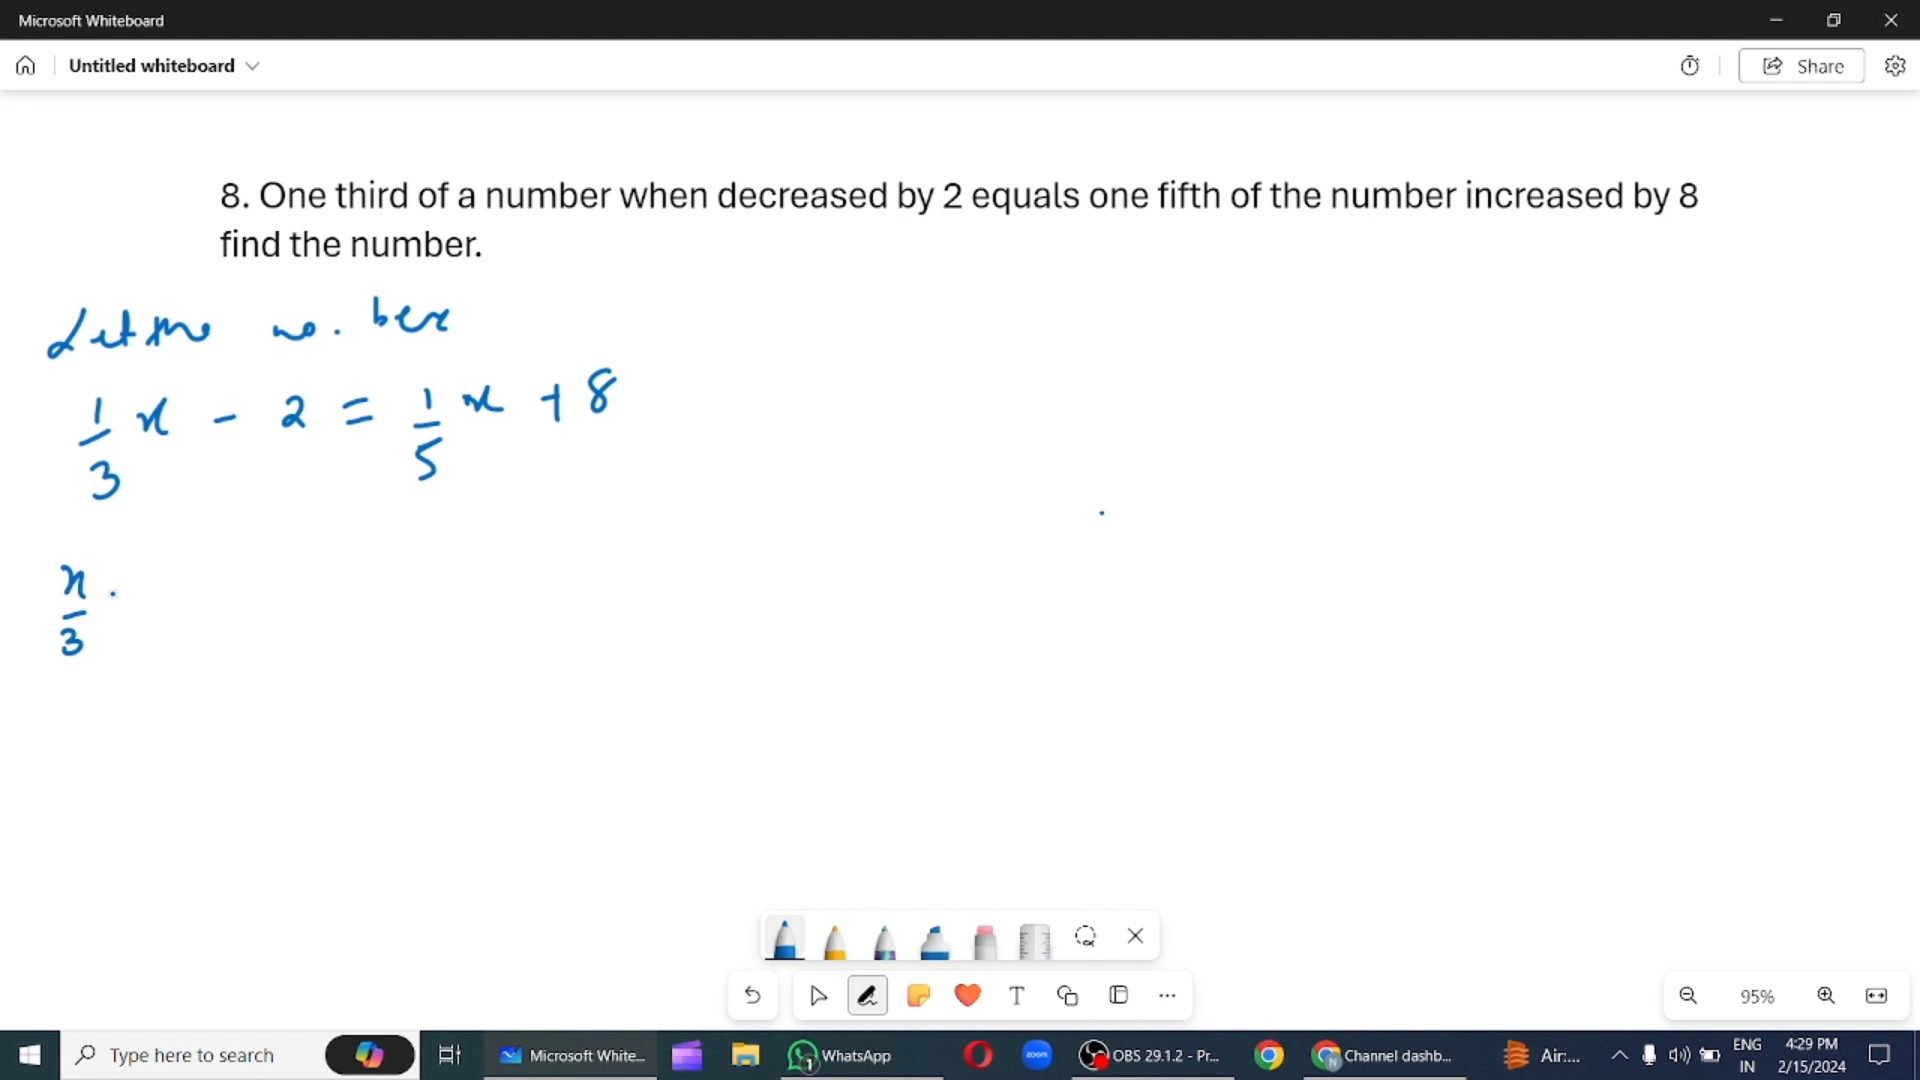 Microsoft Whiteboard
Untitled whiteboard
Share
8. One third of a number when decreased by 2 equals one fifth of the number increased by 8
find the number.
Let the no. be x
1/3 x - 2 = 1/5 x + 8
x/3
T
95%
Type here to search
Microsoft White...
1
WhatsApp
zoom
OBS 29.1.2 - Pr...
N
Channel dashb...
Air:...
ENG
IN
4:29 PM
2/15/2024